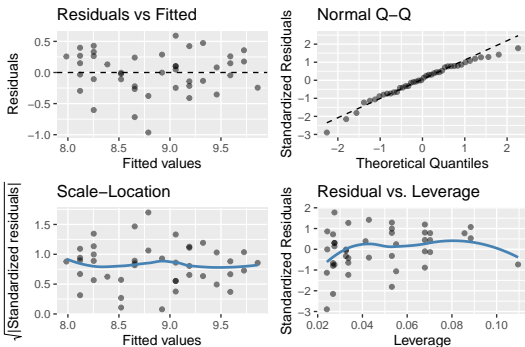 Residuals vs Fitted
Residuals
0.5
0.0
−0.5
−1.0
8.0 8.5 9.0 9.5
Fitted values
Normal Q−Q
Standardized Residuals
2
1
0
−1
−2
−3
−2 −1 0 1 2
Theoretical Quantiles
Scale−Location
√|Standardized residuals|
1.5
1.0
0.5
0.0
8.0 8.5 9.0 9.5
Fitted values
Residual vs. Leverage
Standardized Residuals
2
1
0
−1
−2
−3
0.02 0.04 0.06 0.08 0.10
Leverage